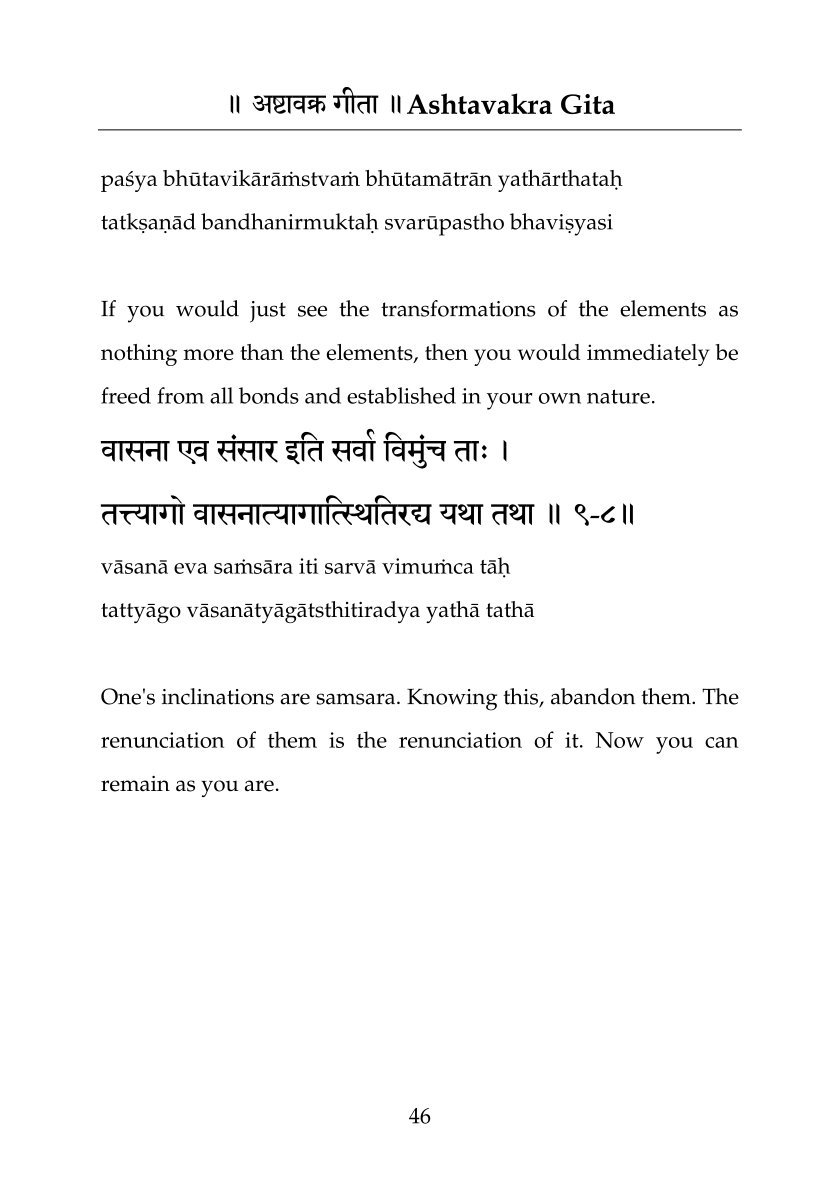 ॥ अष्टावक्र गीता ॥ Ashtavakra Gita
paśya bhūtavikārāṁstvaṁ bhūtamātrān yathārthataḥ
tatkṣaṇād bandhanirmuktaḥ svarūpastho bhaviṣyasi
If you would just see the transformations of the elements as
nothing more than the elements, then you would immediately be
freed from all bonds and established in your own nature.
वासना एव संसार इति सर्वा विमुंच ताः ।
तत्त्यागो वासनात्यागात्स्थितिरद्य यथा तथा ॥ ९-८॥
vāsanā eva saṁsāra iti sarvā vimuṁca tāḥ
tattyāgo vāsanātyāgātsthitiradya yathā tathā
One's inclinations are samsara. Knowing this, abandon them. The
renunciation of them is the renunciation of it. Now you can
remain as you are.
46